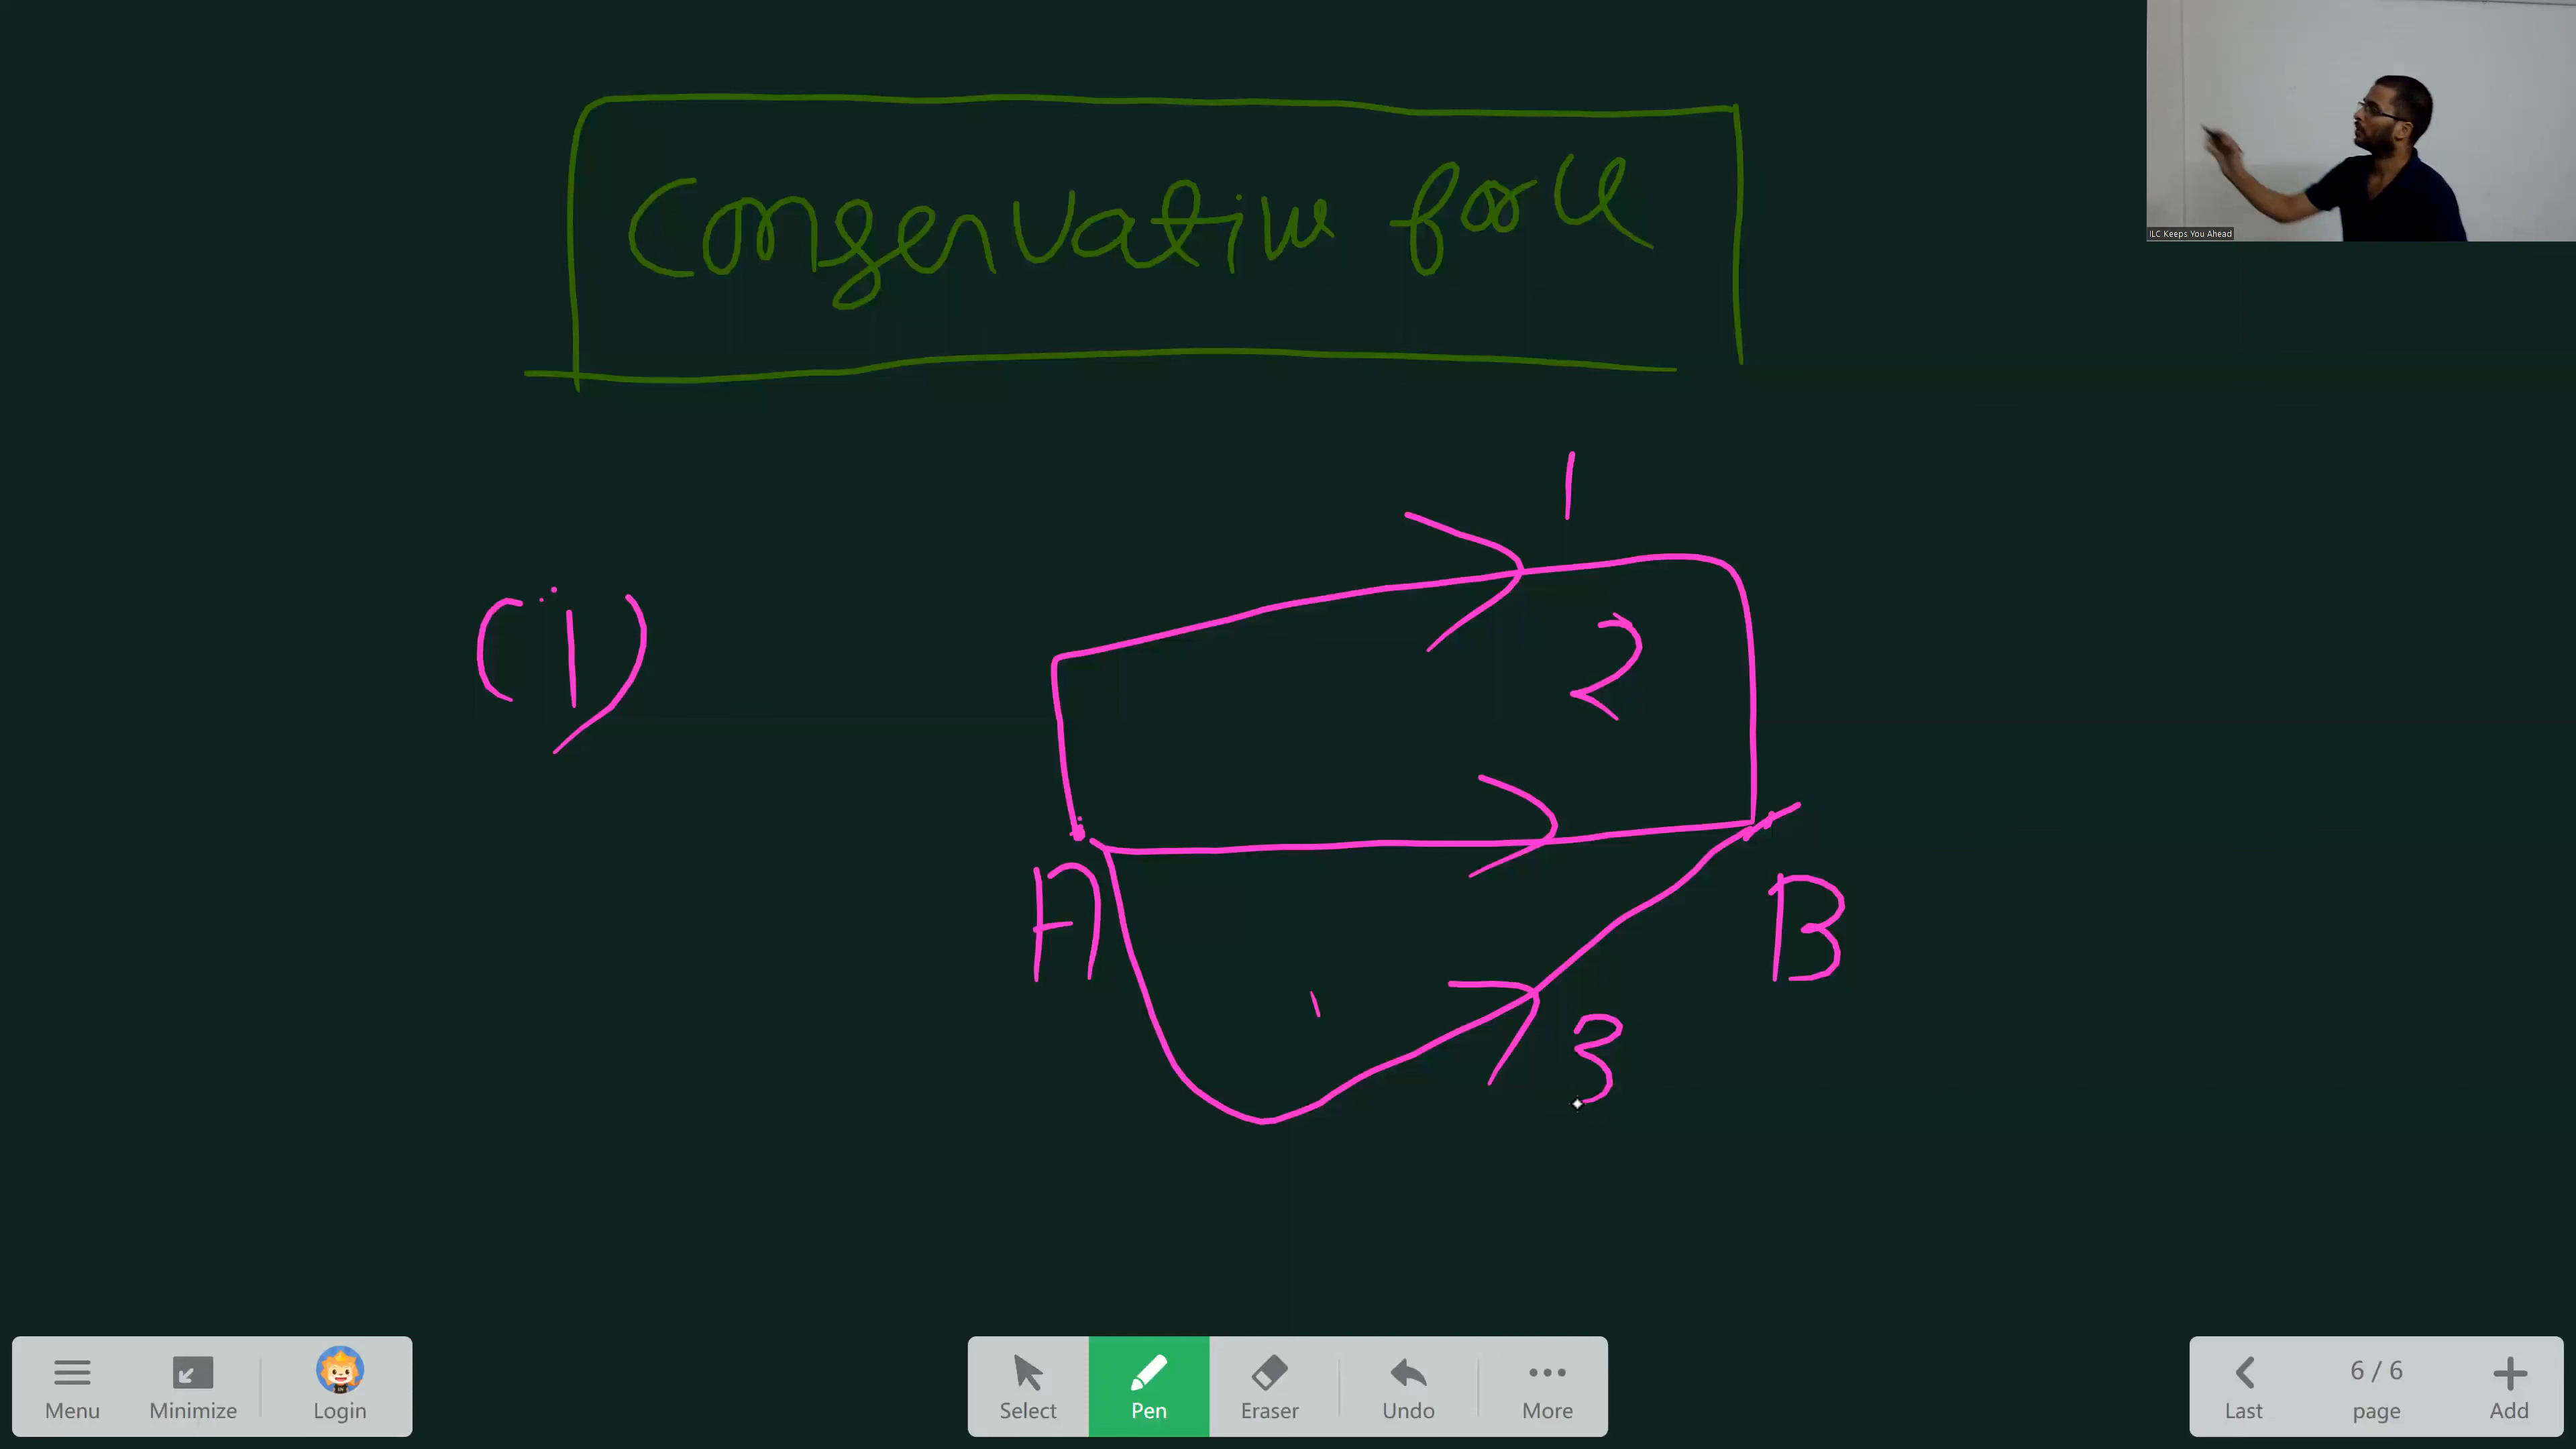 Conservative force
ILC Keeps You Ahead
1
(1)
2
A
B
3
Menu
Minimize
Login
Select
Pen
Eraser
Undo
More
Last
6 / 6
page
Add